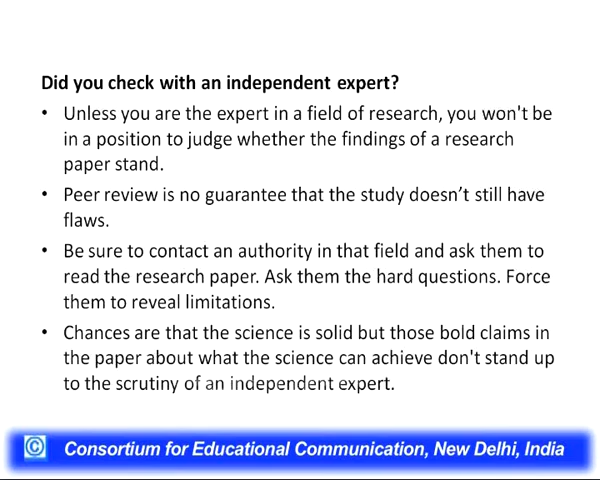 Did you check with an independent expert?
• Unless you are the expert in a field of research, you won't be
in a position to judge whether the findings of a research
paper stand.
• Peer review is no guarantee that the study doesn’t still have
flaws.
• Be sure to contact an authority in that field and ask them to
read the research paper. Ask them the hard questions. Force
them to reveal limitations.
• Chances are that the science is solid but those bold claims in
the paper about what the science can achieve don't stand up
to the scrutiny of an independent expert.
© Consortium for Educational Communication, New Delhi, India